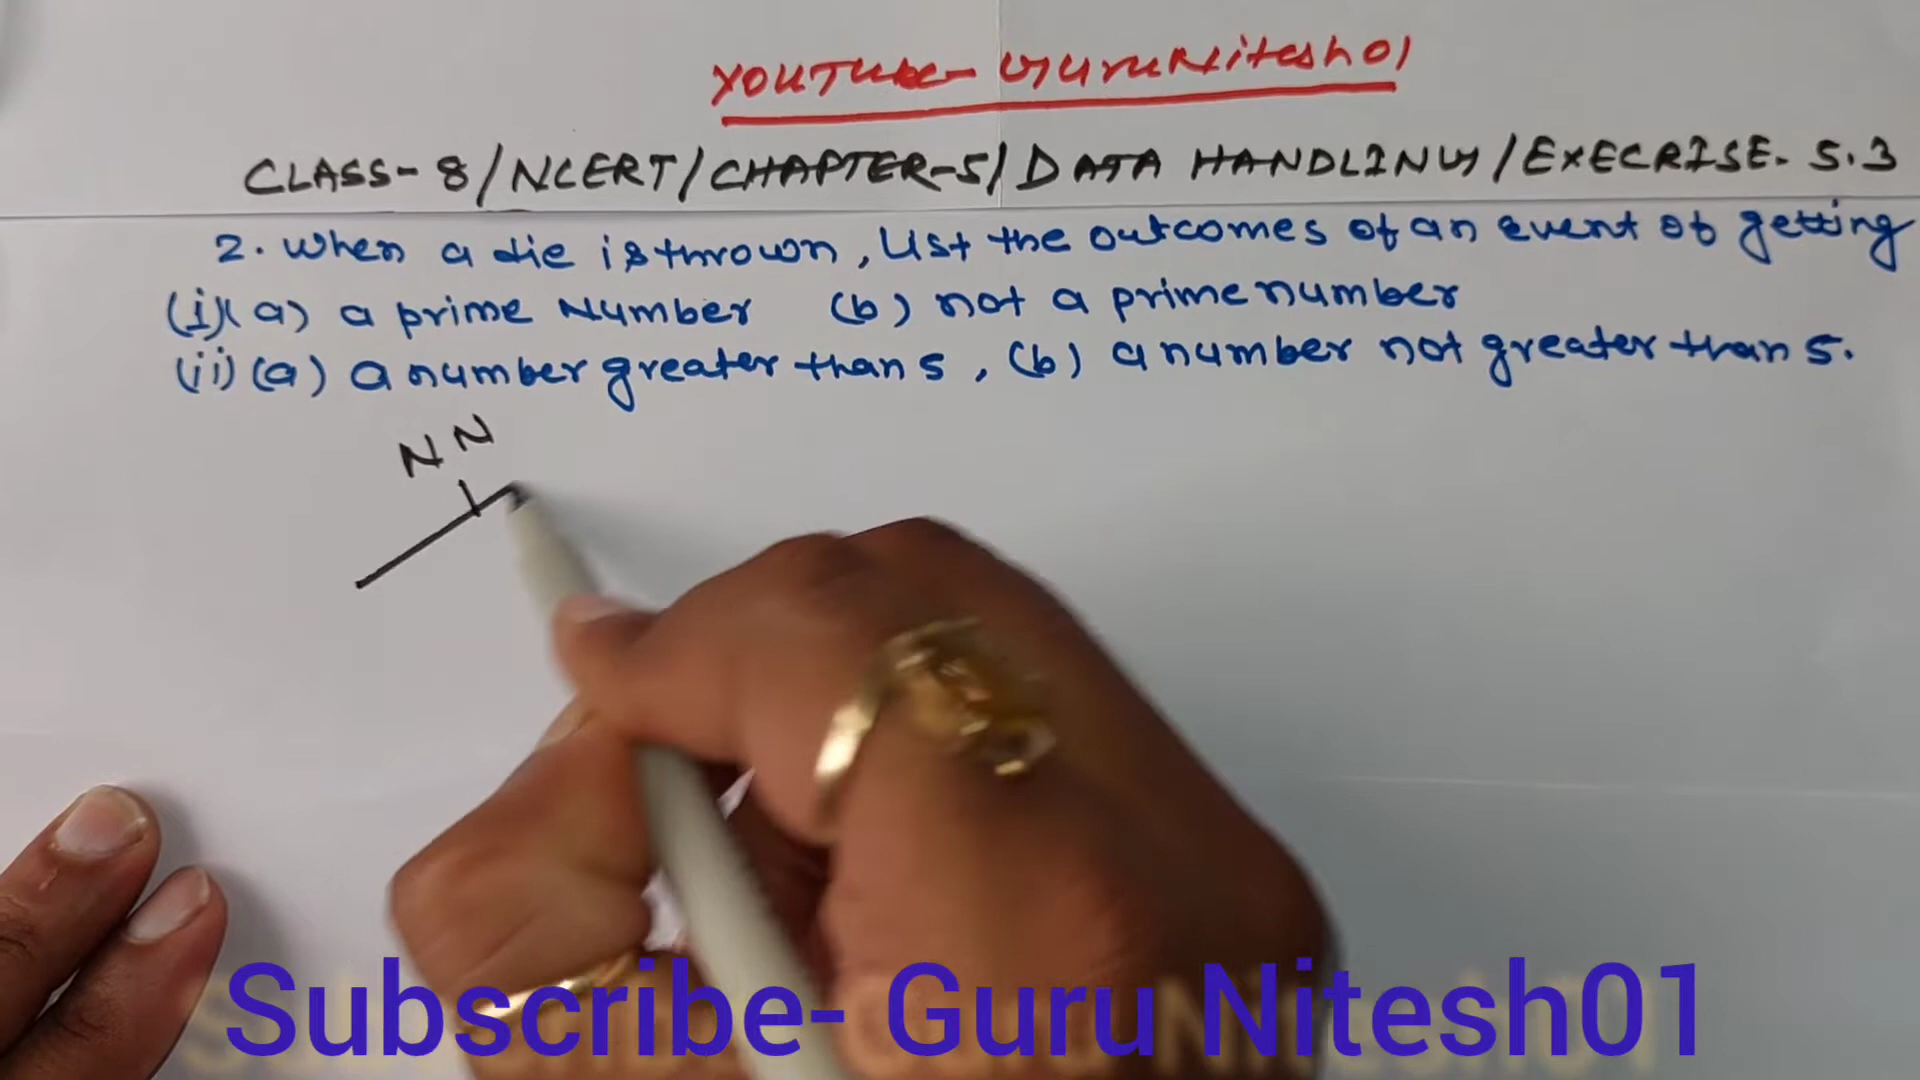 YOUTube- GuruNitesh01
CLASS-8/NCERT/CHAPTER-5/DATA HANDLING/EXECRISE. 5.3
2. When a die is thrown, List the outcomes of an event of getting
(i)(a) a prime Number (b) not a prime number
(ii)(a) a number greater than 5, (b) a number not greater than 5.
N N
Subscribe- Guru Nitesh01